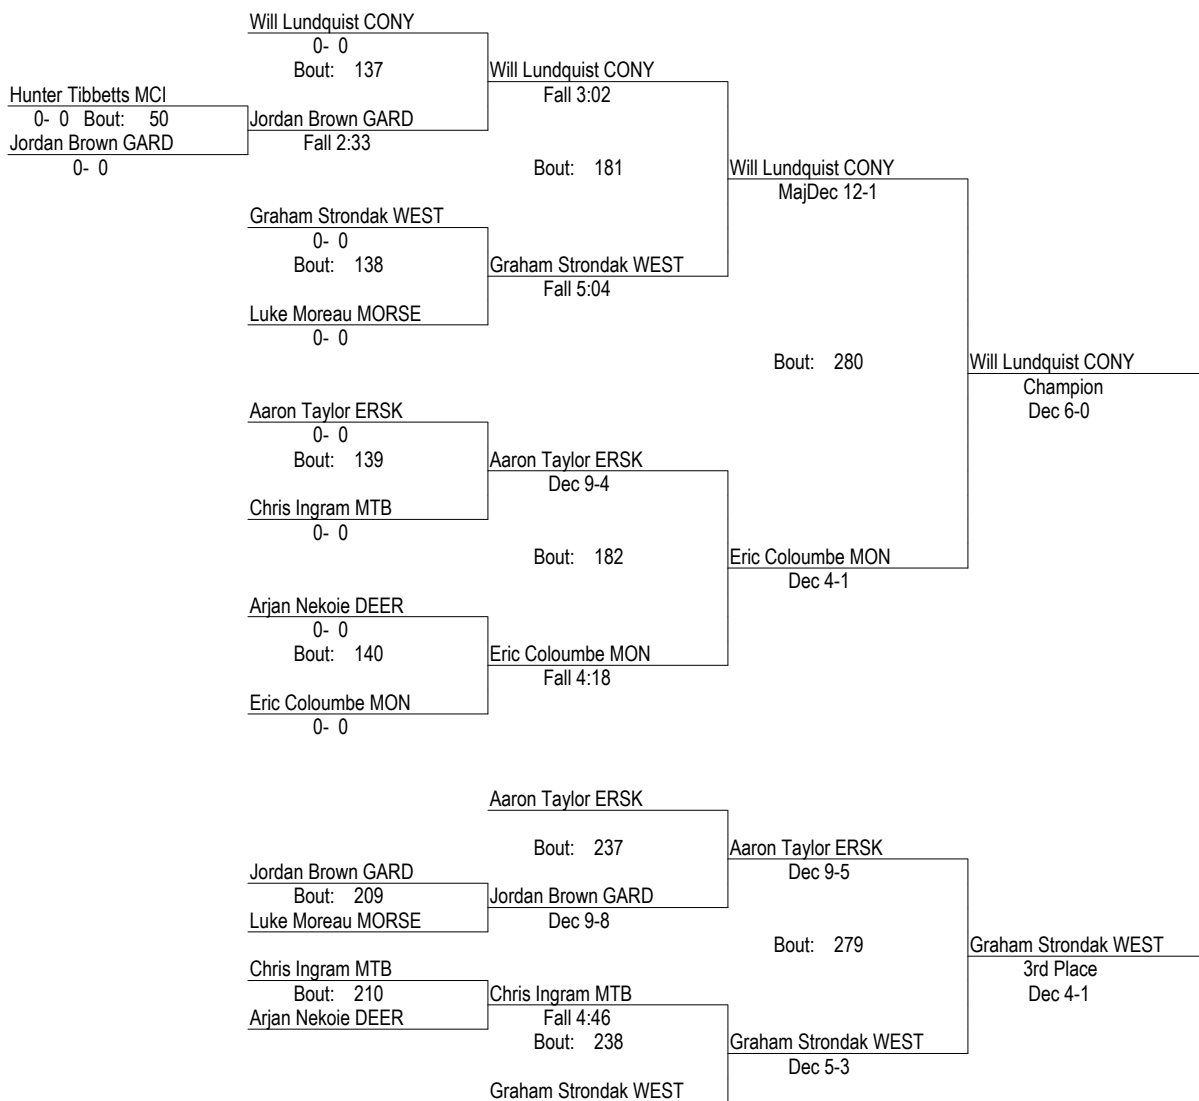 Will Lundquist CONY
0- 0
Bout: 137
Will Lundquist CONY
Fall 3:02
Hunter Tibbetts MCI
0- 0 Bout: 50
Jordan Brown GARD
0- 0
Jordan Brown GARD
Fall 2:33
Bout: 181
Will Lundquist CONY
MajDec 12-1
Graham Strondak WEST
0- 0
Bout: 138
Graham Strondak WEST
Fall 5:04
Luke Moreau MORSE
0- 0
Bout: 280
Will Lundquist CONY
Champion
Dec 6-0
Aaron Taylor ERSK
0- 0
Bout: 139
Aaron Taylor ERSK
Dec 9-4
Chris Ingram MTB
0- 0
Bout: 182
Eric Coloumbe MON
Dec 4-1
Arjan Nekoie DEER
0- 0
Bout: 140
Eric Coloumbe MON
Fall 4:18
Eric Coloumbe MON
0- 0
Aaron Taylor ERSK
Bout: 237
Aaron Taylor ERSK
Dec 9-5
Jordan Brown GARD
Bout: 209
Luke Moreau MORSE
Jordan Brown GARD
Dec 9-8
Bout: 279
Graham Strondak WEST
3rd Place
Dec 4-1
Chris Ingram MTB
Bout: 210
Arjan Nekoie DEER
Chris Ingram MTB
Fall 4:46
Bout: 238
Graham Strondak WEST
Dec 5-3
Graham Strondak WEST